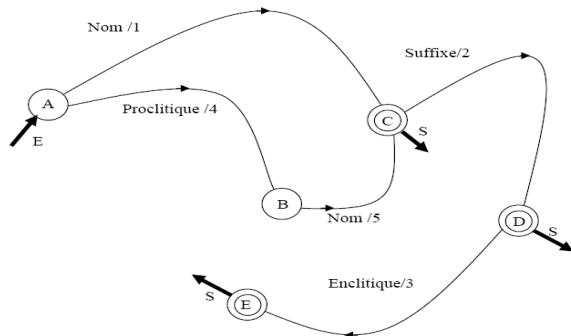 Nom /1
Suffixe/2
A
Proclitique /4
C
S
E
B
Nom /5
D
S
Enclitique/3
S
E